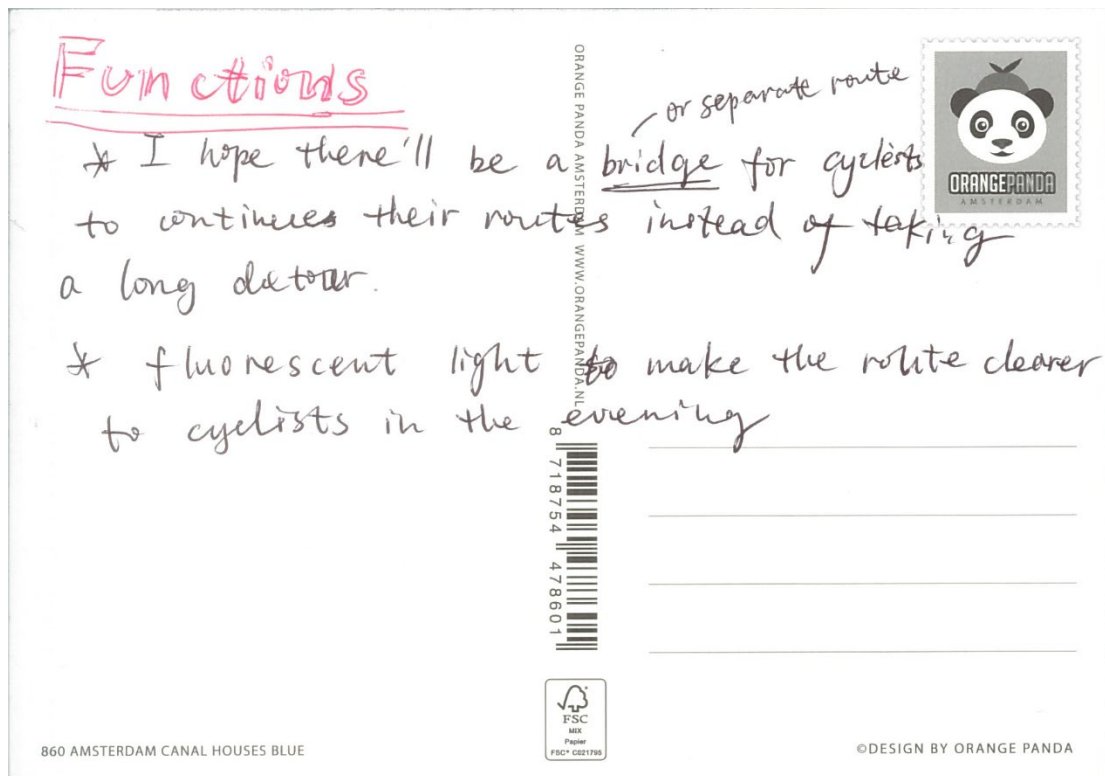 Functions
or separate route
* I hope there'll be a bridge for cyclists
to continues their routes instead of taking
a long detour.
* fluorescent light to make the route clearer
to cyclists in the evening
ORANGE PANDA AMSTERDAM WWW.ORANGEPANDA.NL
ORANGEPANDA
AMSTERDAM
8 718754 478601
FSC
MIX
Papier
FSC® C021795
860 AMSTERDAM CANAL HOUSES BLUE
©DESIGN BY ORANGE PANDA